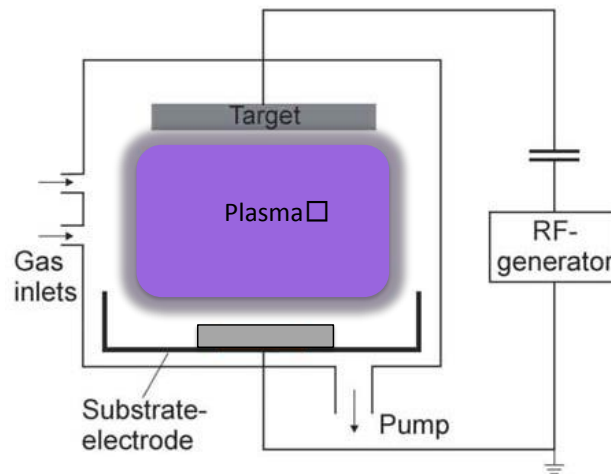 Target
Plasma□
Gas
inlets
RF-
generator
Substrate-
electrode
Pump